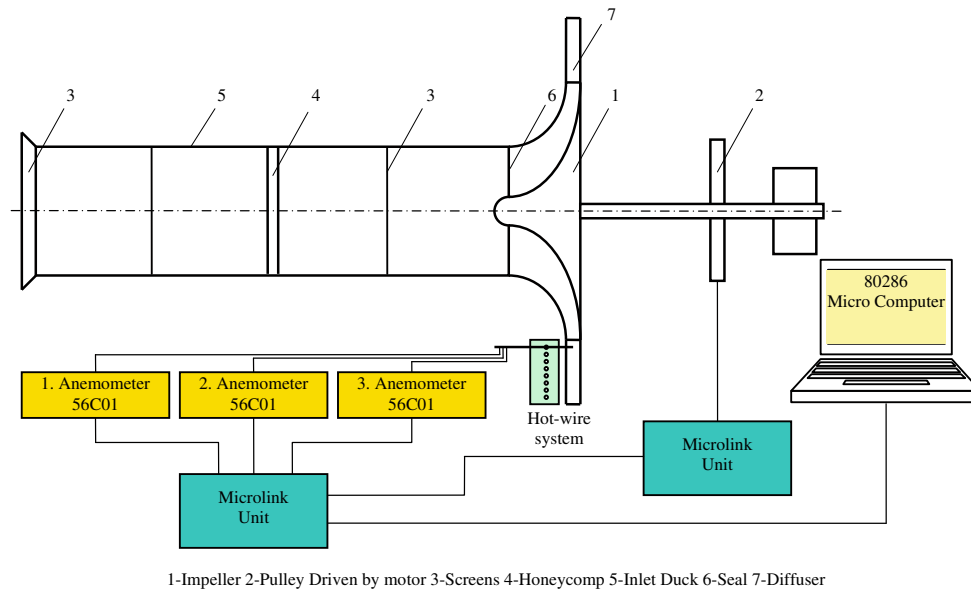 7
3
5
4
3
6
1
2
80286
Micro Computer
1. Anemometer
56C01
2. Anemometer
56C01
3. Anemometer
56C01
Hot-wire
system
Microlink
Unit
Microlink
Unit
1-Impeller 2-Pulley Driven by motor 3-Screens 4-Honeycomp 5-Inlet Duck 6-Seal 7-Diffuser